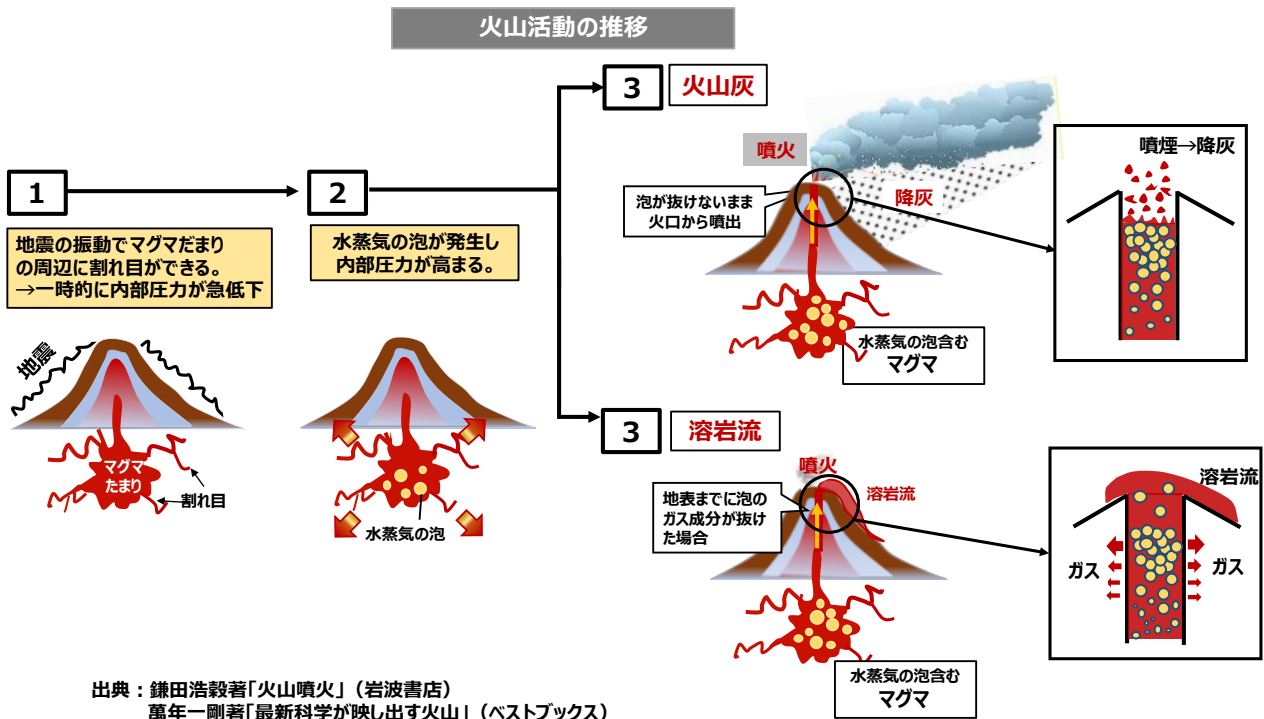 火山活動の推移
1
地震の振動でマグマだまり
の周辺に割れ目ができる。
→一時的に内部圧力が急低下
地震
マグマ
たまり
割れ目
2
水蒸気の泡が発生し
内部圧力が高まる。
水蒸気の泡
3
火山灰
噴火
泡が抜けないまま
火口から噴出
降灰
水蒸気の泡含む
マグマ
噴煙→降灰
3
溶岩流
噴火
溶岩流
地表までに泡の
ガス成分が抜け
た場合
水蒸気の泡含む
マグマ
溶岩流
ガス
ガス
出典：鎌田浩毅著「火山噴火」（岩波書店）
萬年一剛著「最新科学が映し出す火山」（ベストブックス）